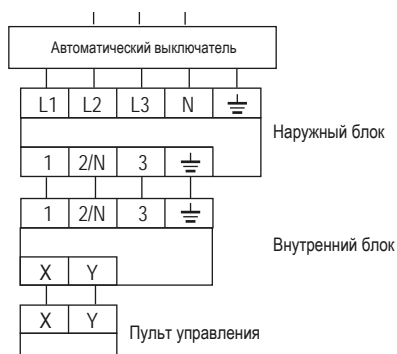 Автоматический выключатель
L1 L2 L3 N
Наружный блок
1 2/N 3
1 2/N 3
Внутренний блок
X Y
X Y
Пульт управления